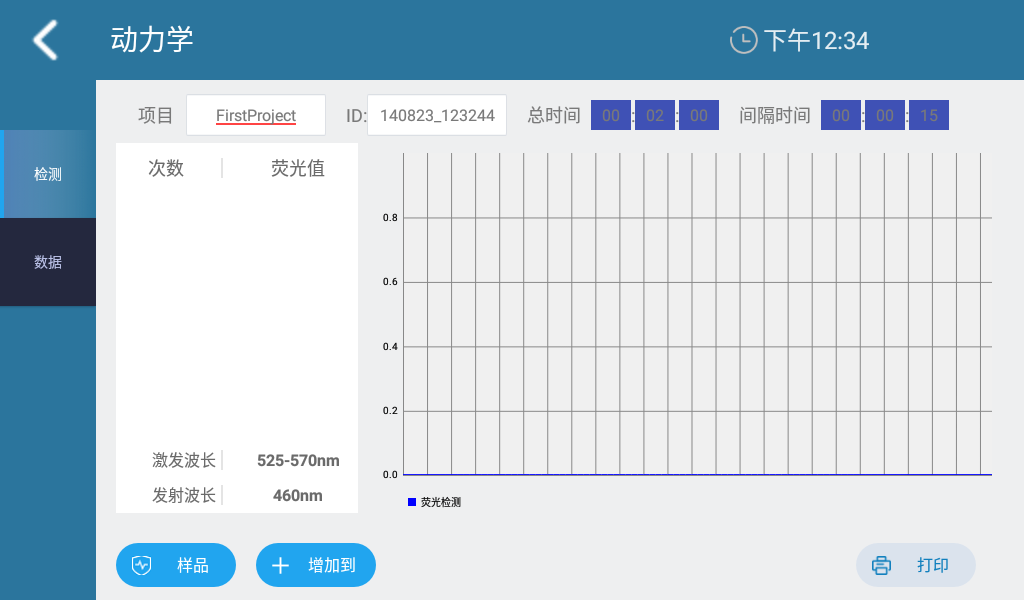 动力学
下午12:34
项目 FirstProject ID: 140823_123244 总时间 00 : 02 : 00 间隔时间 00 : 00 : 15
检测
数据
次数 荧光值
激发波长 525-570nm
发射波长 460nm
0.8
0.6
0.4
0.2
0.0
荧光检测
样品
增加到
打印